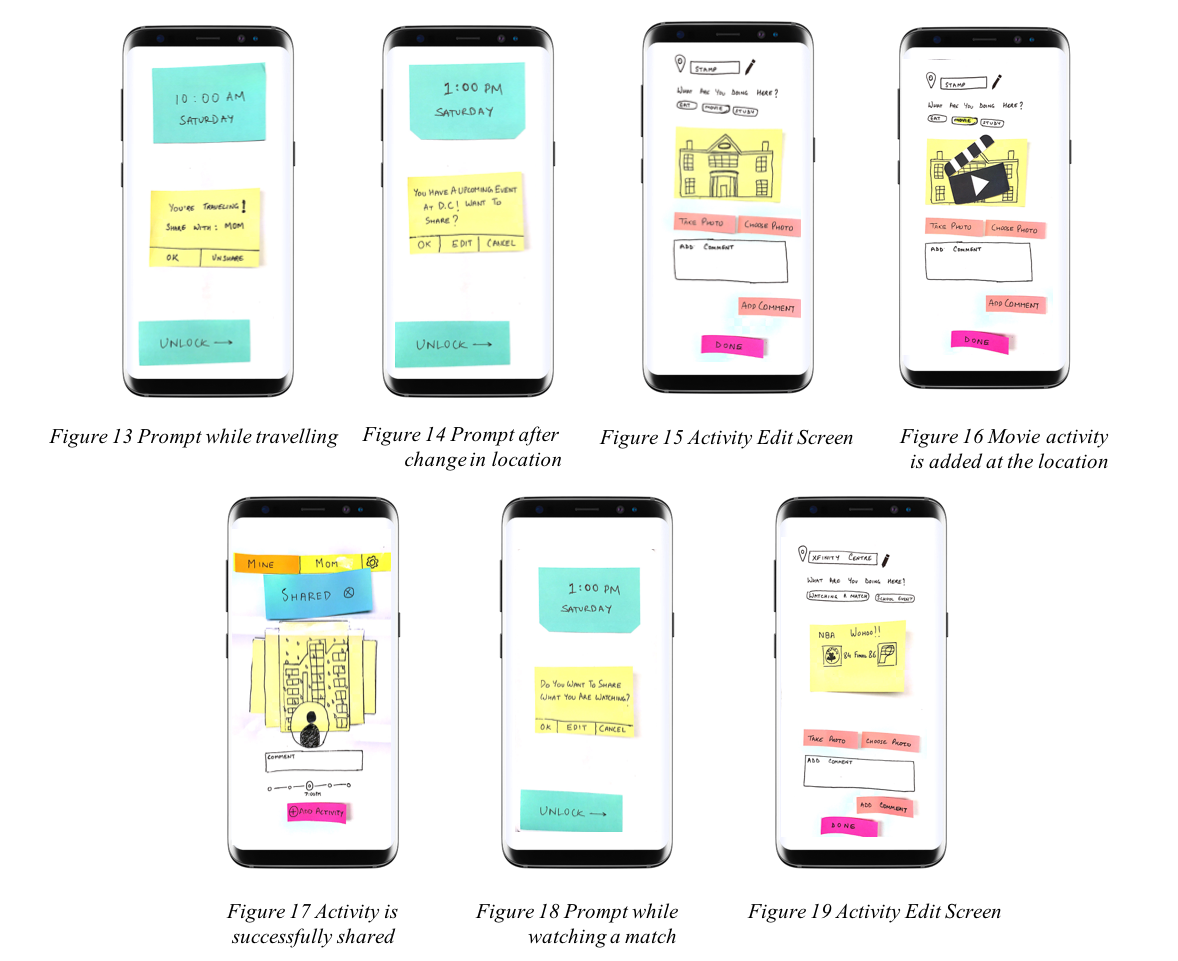 10:00 AM
SATURDAY
YOU'RE TRAVELING!
SHARE WITH: MOM
OK UNSHARE
UNLOCK →
Figure 13 Prompt while travelling
1:00 PM
SATURDAY
YOU HAVE A UPCOMING EVENT
AT D.C! WANT TO
SHARE?
OK EDIT CANCEL
UNLOCK →
Figure 14 Prompt after
change in location
STAMP
WHAT ARE YOU DOING HERE?
EAT MOVIE STUDY
TAKE PHOTO CHOOSE PHOTO
ADD COMMENT
ADD COMMENT
DONE
Figure 15 Activity Edit Screen
STAMP
WHAT ARE YOU DOING HERE?
EAT MOVIE STUDY
TAKE PHOTO CHOOSE PHOTO
ADD COMMENT
ADD COMMENT
DONE
Figure 16 Movie activity
is added at the location
MINE MOM
SHARED
COMMENT
7:00PM
ADD ACTIVITY
Figure 17 Activity is
successfully shared
1:00 PM
SATURDAY
DO YOU WANT TO SHARE
WHAT YOU ARE WATCHING?
OK EDIT CANCEL
UNLOCK →
Figure 18 Prompt while
watching a match
XFINITY CENTRE
WHAT ARE YOU DOING HERE?
WATCHING A MATCH SCHOOL EVENT
NBA WOHOO!!
84 FINAL 86
TAKE PHOTO CHOOSE PHOTO
ADD COMMENT
ADD COMMENT
DONE
Figure 19 Activity Edit Screen